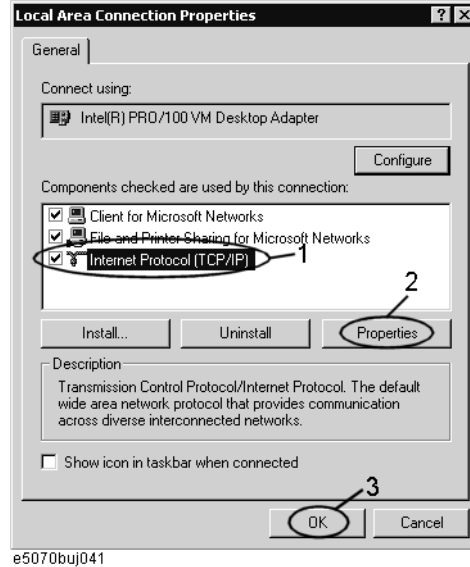 Local Area Connection Properties
General
Connect using:
Intel(R) PRO/100 VM Desktop Adapter
Configure
Components checked are used by this connection:
Client for Microsoft Networks
File and Printer Sharing for Microsoft Networks
Internet Protocol (TCP/IP)
1
2
Install... Uninstall Properties
Description
Transmission Control Protocol/Internet Protocol. The default
wide area network protocol that provides communication
across diverse interconnected networks.
Show icon in taskbar when connected
3
OK Cancel
e5070buj041